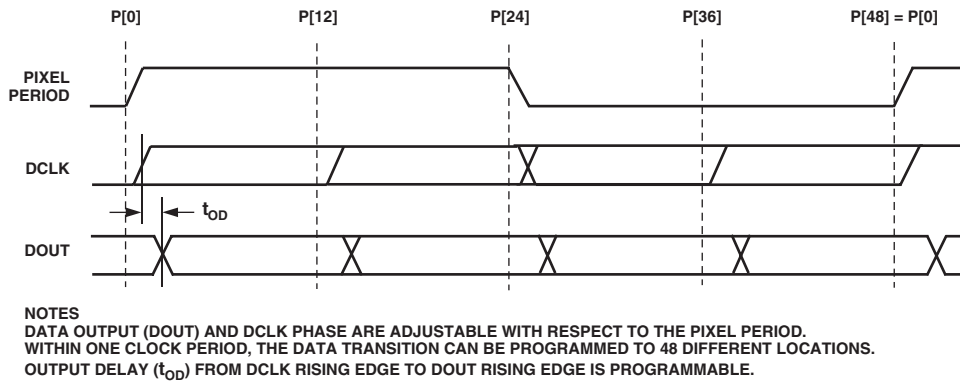 P[0] P[12] P[24] P[36] P[48] = P[0]
PIXEL
PERIOD
DCLK
tOD
DOUT
NOTES
DATA OUTPUT (DOUT) AND DCLK PHASE ARE ADJUSTABLE WITH RESPECT TO THE PIXEL PERIOD.
WITHIN ONE CLOCK PERIOD, THE DATA TRANSITION CAN BE PROGRAMMED TO 48 DIFFERENT LOCATIONS.
OUTPUT DELAY (tOD) FROM DCLK RISING EDGE TO DOUT RISING EDGE IS PROGRAMMABLE.